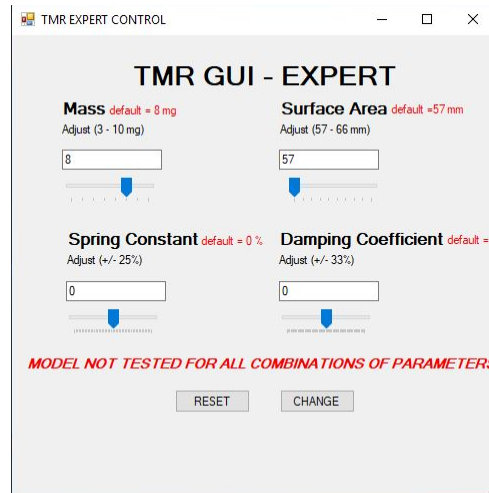 TMR EXPERT CONTROL
TMR GUI - EXPERT
Mass default = 8 mg
Adjust (3 - 10 mg)
8
Surface Area default =57 mm
Adjust (57 - 66 mm)
57
Spring Constant default = 0 %
Adjust (+/- 25%)
0
Damping Coefficient default =
Adjust (+/- 33%)
0
MODEL NOT TESTED FOR ALL COMBINATIONS OF PARAMETERS
RESET
CHANGE